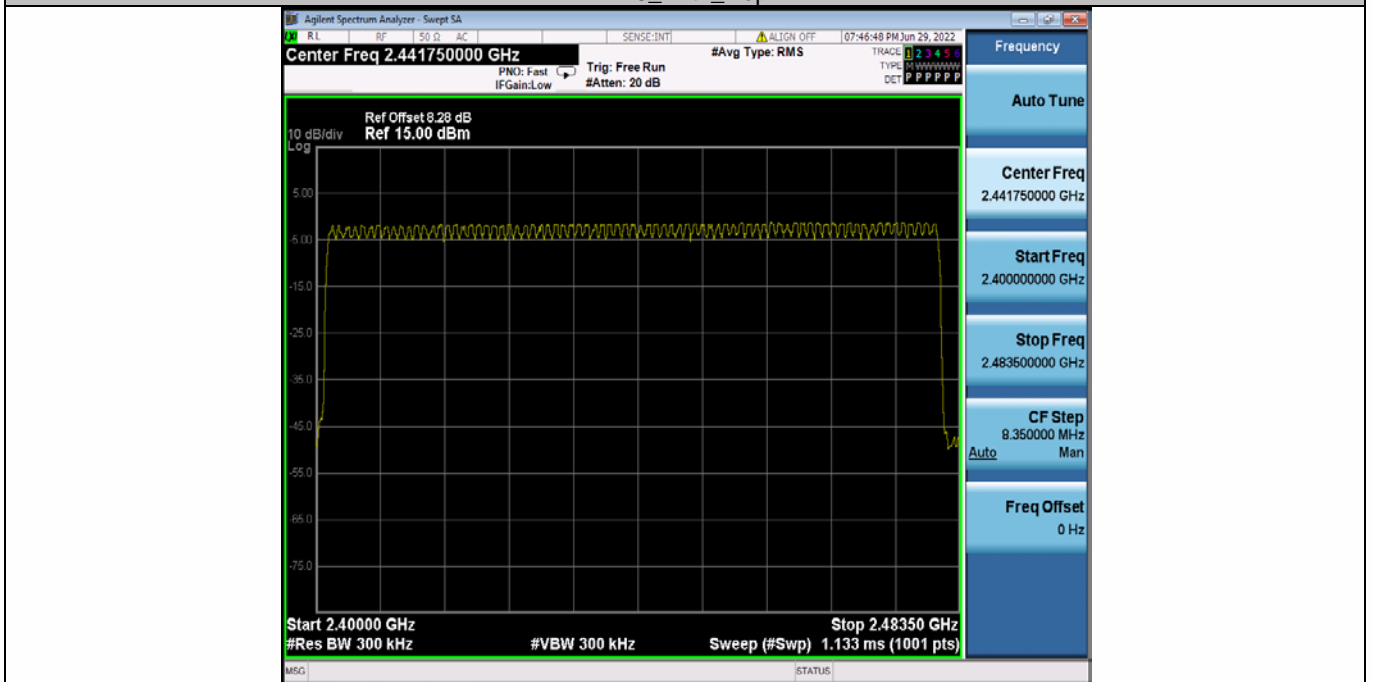 Agilent Spectrum Analyzer - Swept SA
RL RF 50 Ω AC SENSE:INT ALIGN OFF 07:46:48 PM Jun 29, 2022
Center Freq 2.441750000 GHz
PNO: Fast
IFGain:Low
Trig: Free Run
#Atten: 20 dB
#Avg Type: RMS
TRACE 1 2 3 4 5 6
TYPE M W W W W W
DET P P P P P P
Ref Offset 8.28 dB
10 dB/div Ref 15.00 dBm
Log
5.00
-5.00
-15.0
-25.0
-35.0
-45.0
-55.0
-65.0
-75.0
Start 2.40000 GHz Stop 2.48350 GHz
#Res BW 300 kHz #VBW 300 kHz Sweep (#Swp) 1.133 ms (1001 pts)
MSG STATUS
Frequency
Auto Tune
Center Freq
2.441750000 GHz
Start Freq
2.400000000 GHz
Stop Freq
2.483500000 GHz
CF Step
8.350000 MHz
Auto Man
Freq Offset
0 Hz